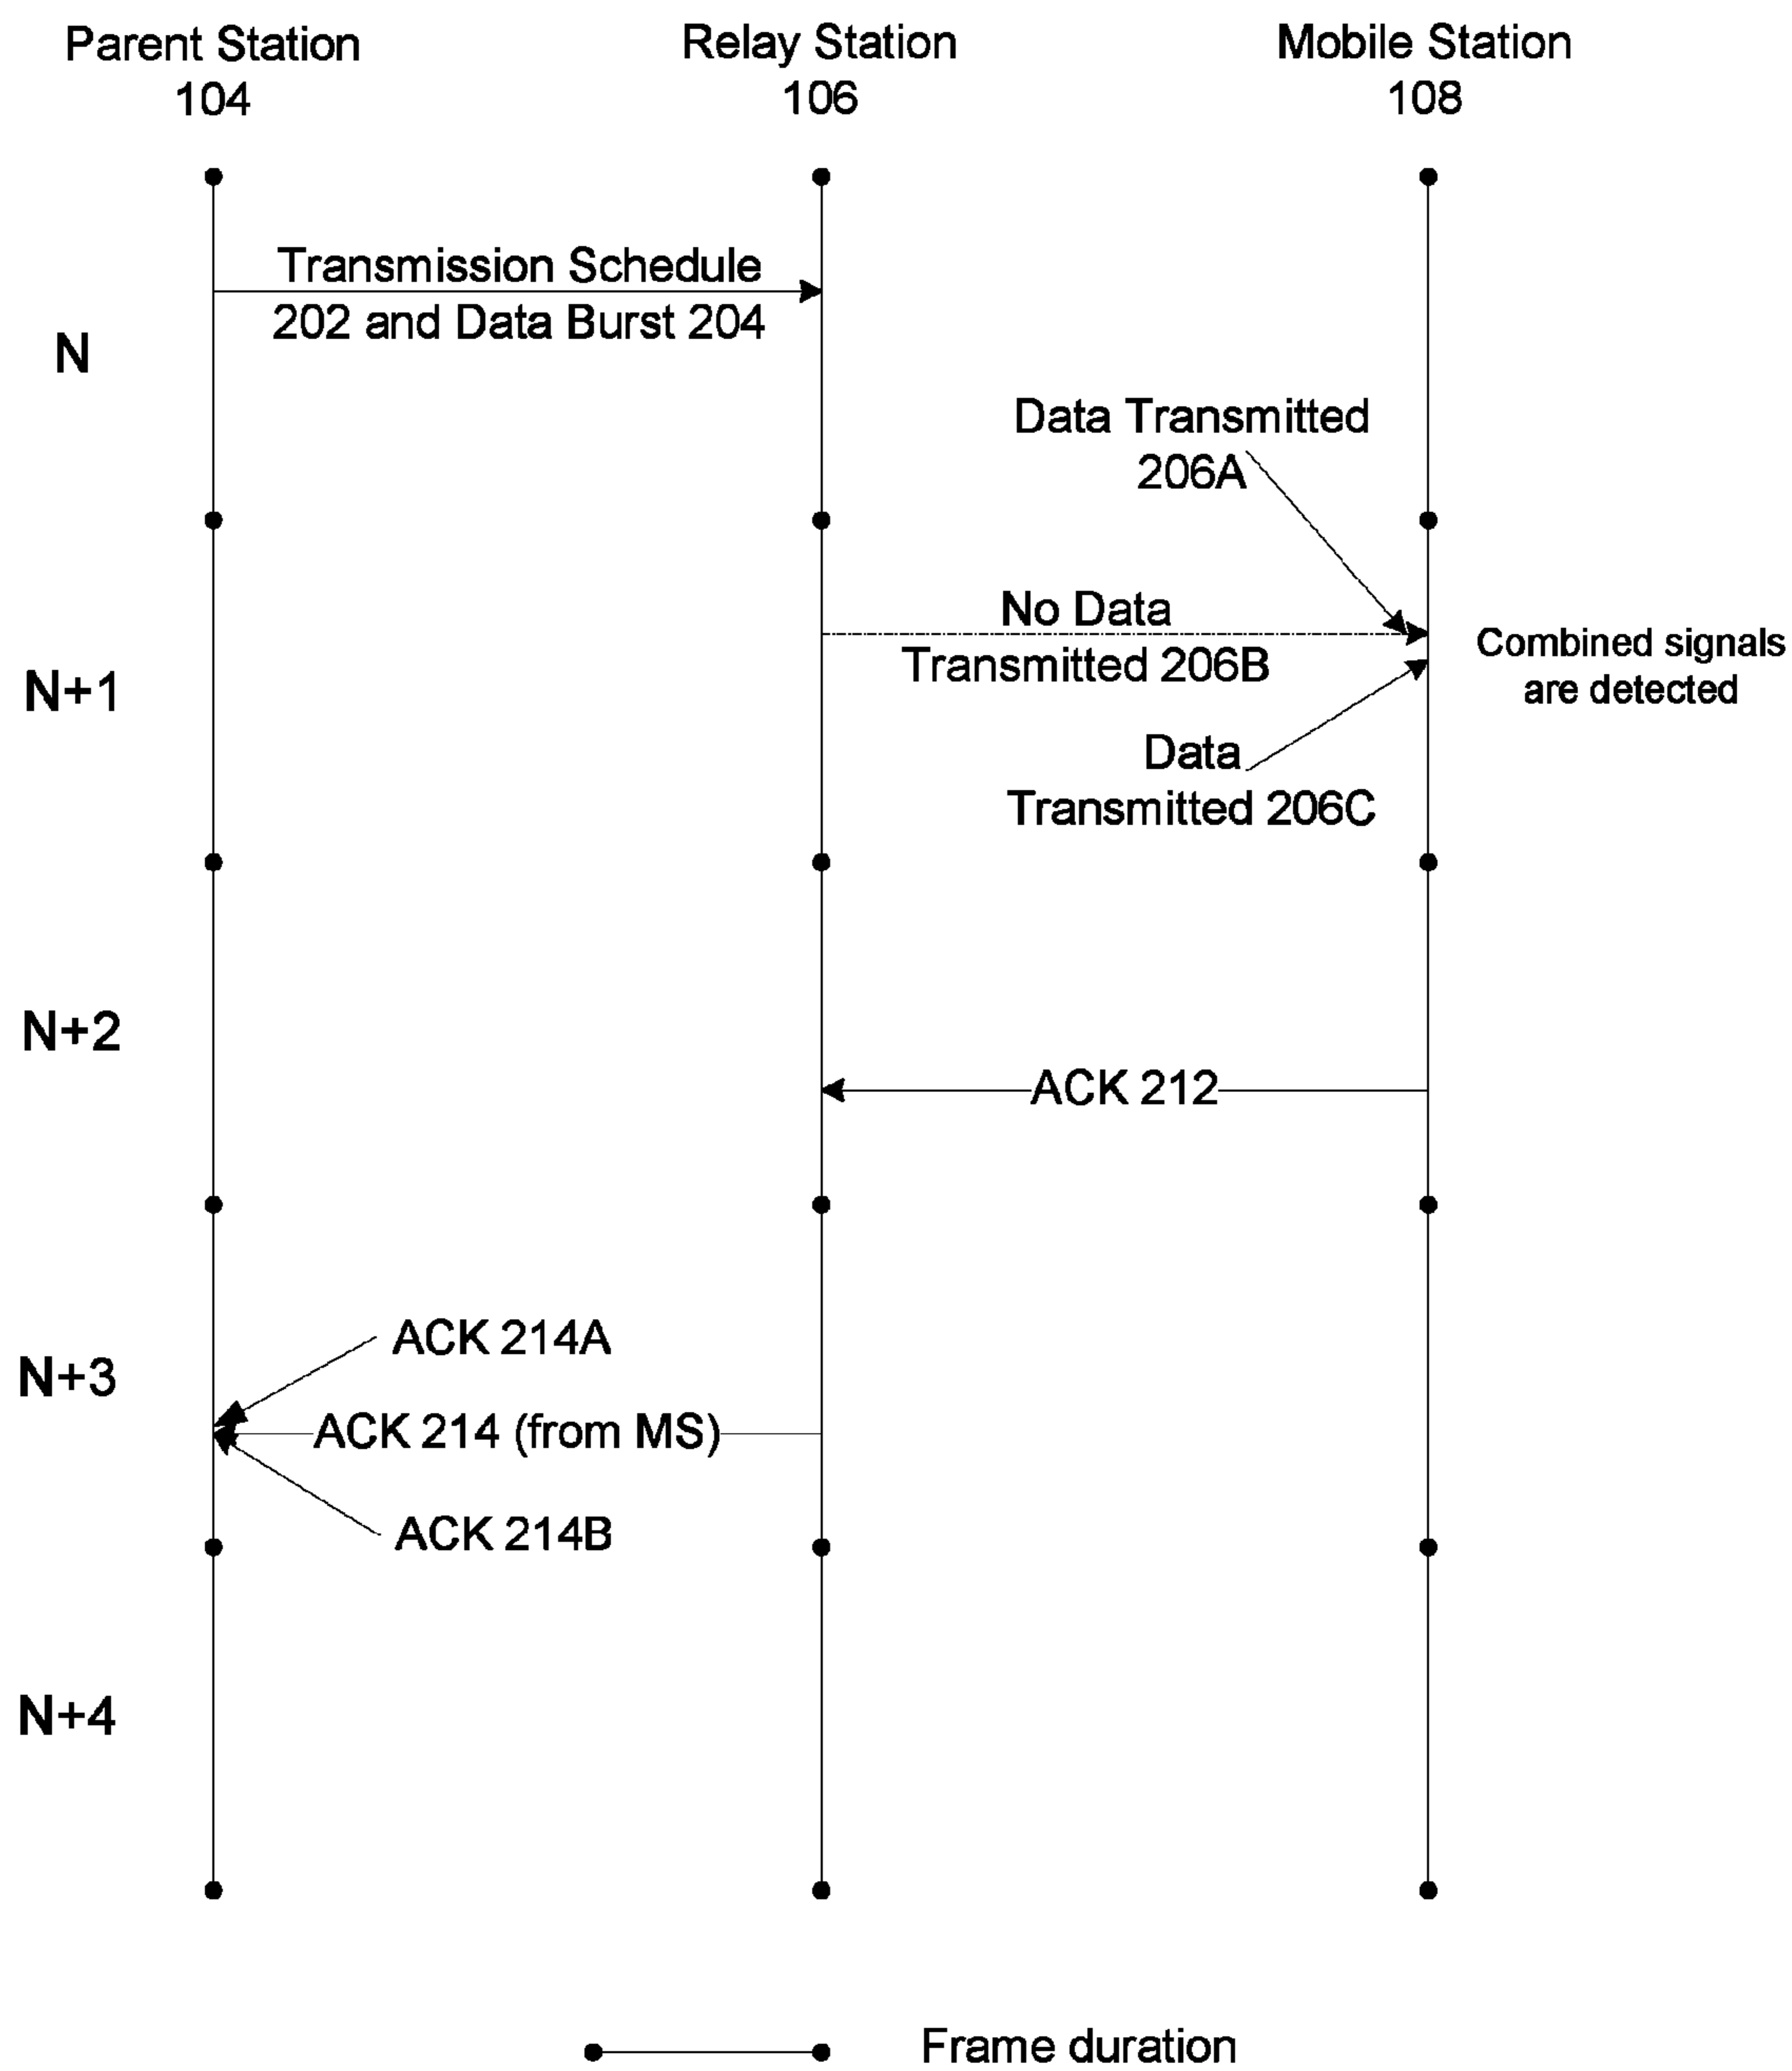 Parent Station
104
Relay Station
106
Mobile Station
108
Transmission Schedule
202 and Data Burst 204
N
Data Transmitted
206A
No Data
Transmitted 206B
Combined signals
are detected
N+1
Data
Transmitted 206C
N+2
ACK 212
ACK 214A
N+3
ACK 214 (from MS)
ACK 214B
N+4
Frame duration